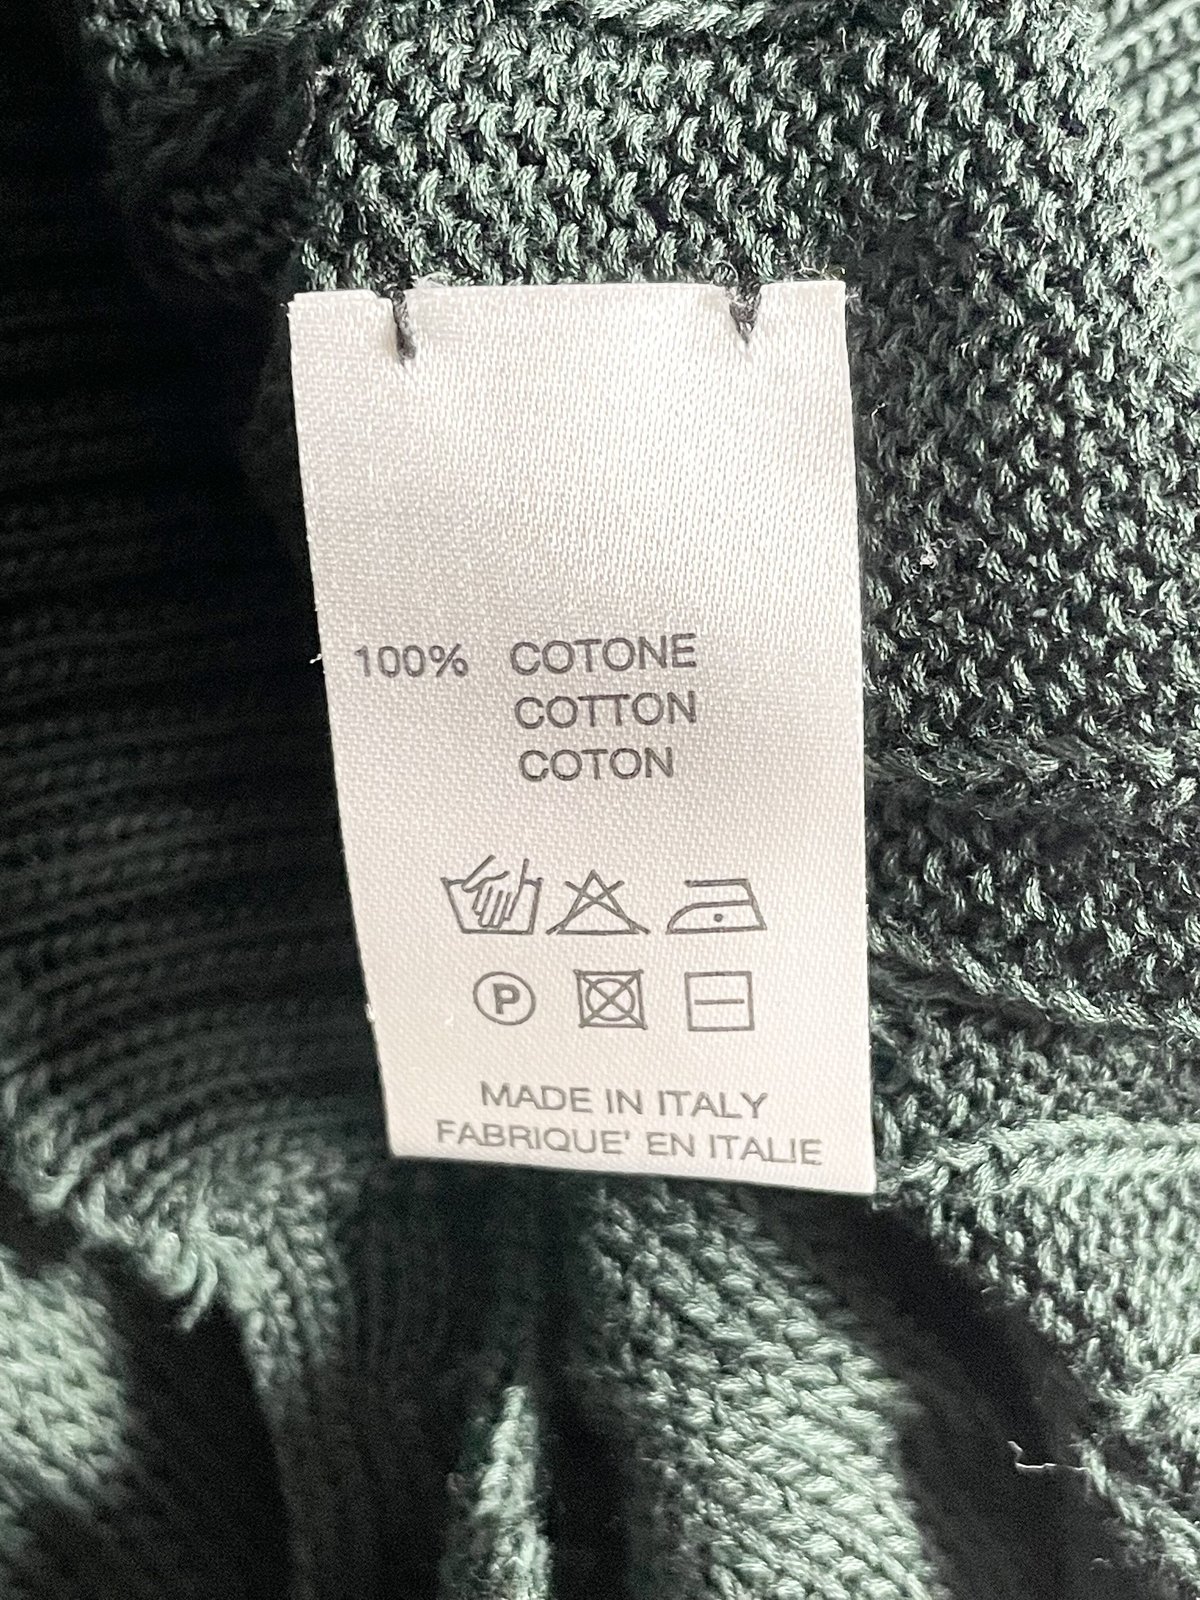 100% COTONE
COTTON
COTON
P
MADE IN ITALY
FABRIQUE' EN ITALIE